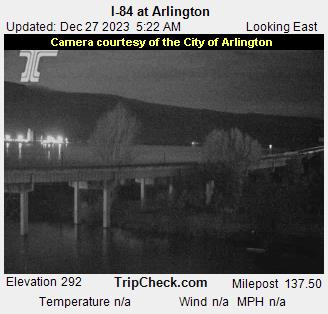 I-84 at Arlington
Updated: Dec 27 2023 5:22 AM Looking East
Camera courtesy of the City of Arlington
Elevation 292 TripCheck.com Milepost 137.50
Temperature n/a Wind n/a MPH n/a